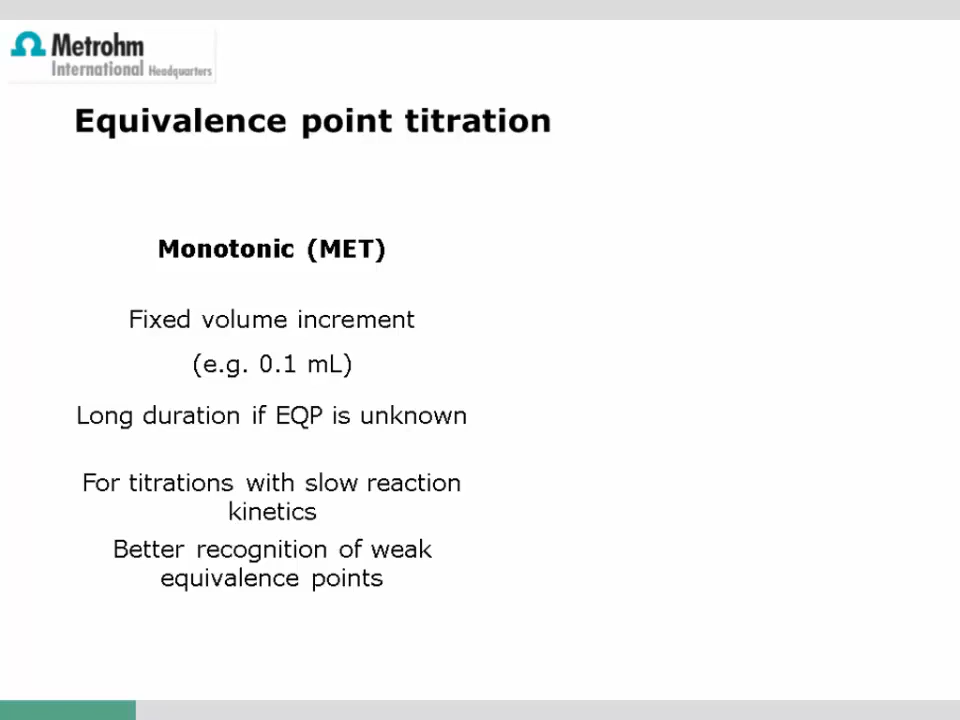 Metrohm
International Headquarters
Equivalence point titration
Monotonic (MET)
Fixed volume increment
(e.g. 0.1 mL)
Long duration if EQP is unknown
For titrations with slow reaction
kinetics
Better recognition of weak
equivalence points